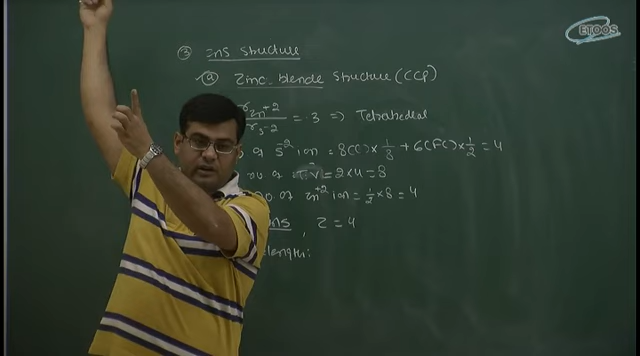 ETOOS
③ ZnS structure
ⓐ Zinc blende structure (CCP)
r Zn+2 / r S-2 = .3 => Tetrahedral
of S-2 ion = 8(C) × 1/8 + 6(FC) × 1/2 = 4
no of T.V = 2×4 = 8
no of Zn+2 ion = 1/2 × 8 = 4
, Z = 4
length: